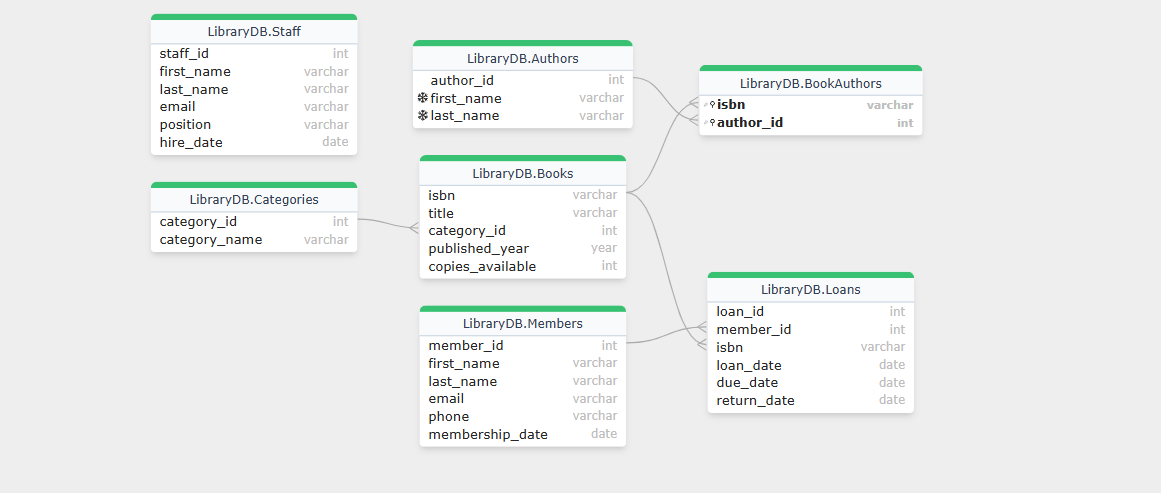 LibraryDB.Staff
staff_id int
first_name varchar
last_name varchar
email varchar
position varchar
hire_date date
LibraryDB.Categories
category_id int
category_name varchar
LibraryDB.Authors
author_id int
first_name varchar
last_name varchar
LibraryDB.Books
isbn varchar
title varchar
category_id int
published_year year
copies_available int
LibraryDB.Members
member_id int
first_name varchar
last_name varchar
email varchar
phone varchar
membership_date date
LibraryDB.BookAuthors
isbn varchar
author_id int
LibraryDB.Loans
loan_id int
member_id int
isbn varchar
loan_date date
due_date date
return_date date